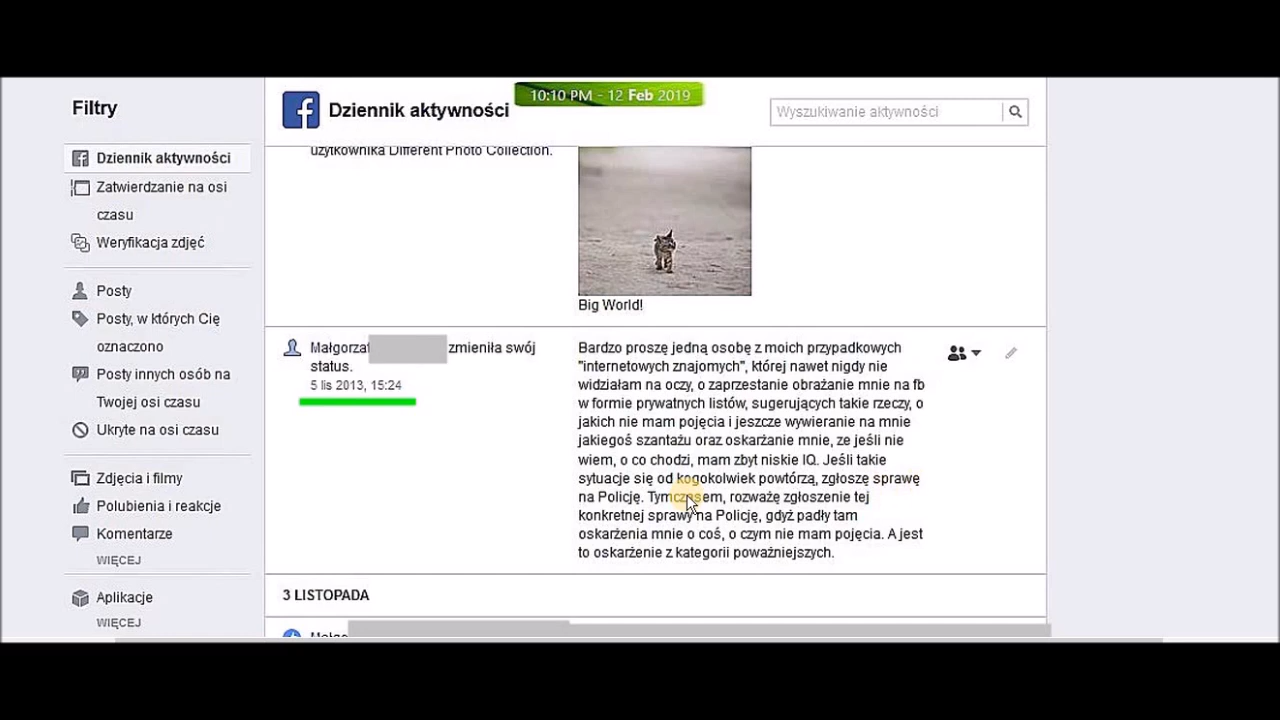 Filtry
Dziennik aktywności
Zatwierdzanie na osi
czasu
Weryfikacja zdjęć
Posty
Posty, w których Cię
oznaczono
Posty innych osób na
Twojej osi czasu
Ukryte na osi czasu
Zdjęcia i filmy
Polubienia i reakcje
Komentarze
WIĘCEJ
Aplikacje
WIĘCEJ
10:10 PM - 12 Feb 2019
Dziennik aktywności
Wyszukiwanie aktywności
użytkownika Different Photo Collection.
Big World!
Małgorzat zmieniła swój
status.
5 lis 2013, 15:24
Bardzo proszę jedną osobę z moich przypadkowych
"internetowych znajomych", której nawet nigdy nie
widziałam na oczy, o zaprzestanie obrażanie mnie na fb
w formie prywatnych listów, sugerujących takie rzeczy, o
jakich nie mam pojęcia i jeszcze wywieranie na mnie
jakiegoś szantażu oraz oskarżanie mnie, ze jeśli nie
wiem, o co chodzi, mam zbyt niskie IQ. Jeśli takie
sytuacje się od kogokolwiek powtórzą, zgłoszę sprawę
na Policję. Tymczasem, rozważę zgłoszenie tej
konkretnej sprawy na Policję, gdyż padły tam
oskarżenia mnie o coś, o czym nie mam pojęcia. A jest
to oskarżenie z kategorii poważniejszych.
3 LISTOPADA